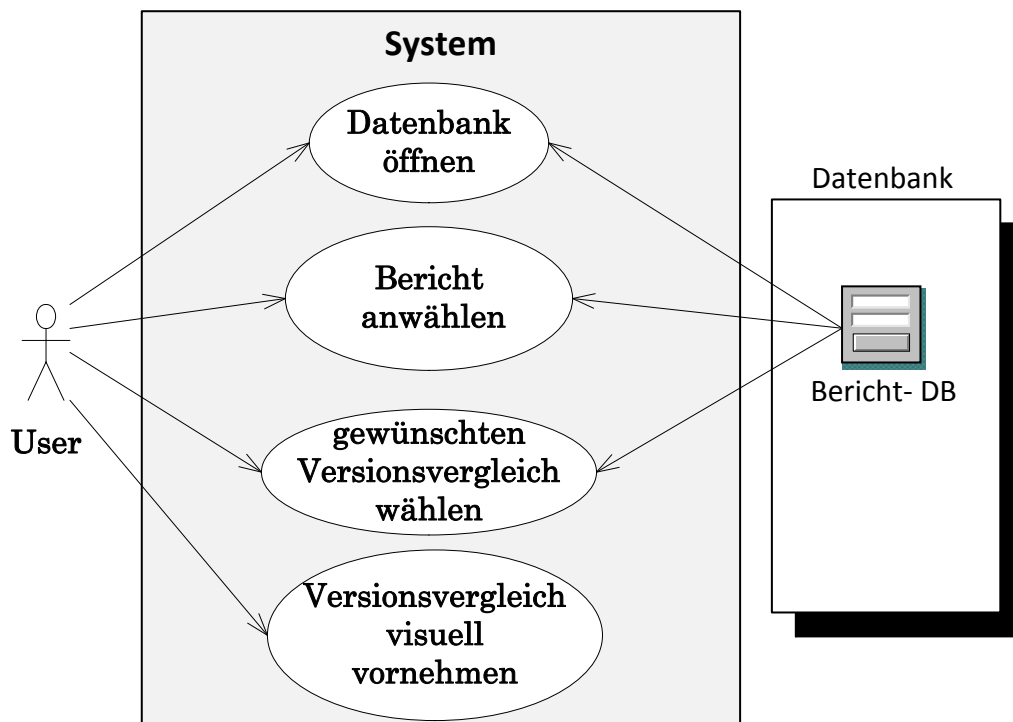 System
Datenbank
öffnen
Datenbank
Bericht
anwählen
Bericht- DB
User
gewünschten
Versionsvergleich
wählen
Versionsvergleich
visuell
vornehmen